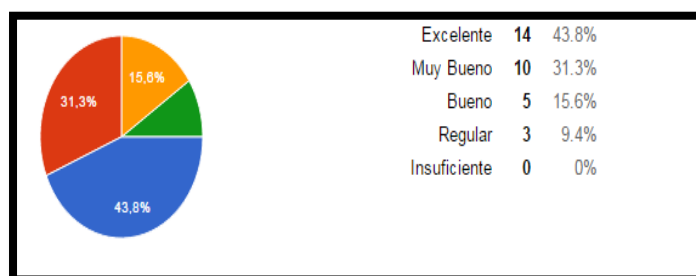 15,6%
31,3%
43,8%
Excelente 14 43.8%
Muy Bueno 10 31.3%
Bueno 5 15.6%
Regular 3 9.4%
Insuficiente 0 0%